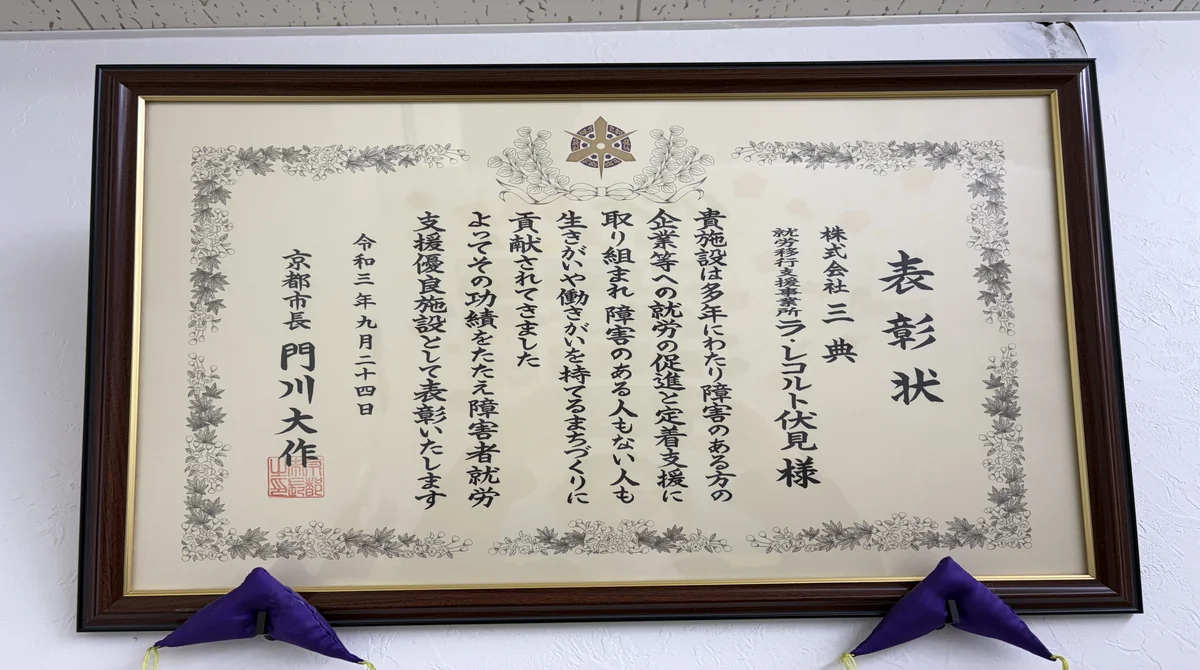 表彰状
株式会社 三典
就労移行支援事業所 ラ・レコルト伏見 様
貴施設は多年にわたり障害のある方の
企業等への就労の促進と定着支援に
取り組まれ 障害のある人もない人も
生きがいや働きがいを持てるまちづくりに
貢献されてきました
よってその功績をたたえ障害者就労
支援優良施設として表彰いたします
令和三年九月二十四日
京都市長 門川大作
京都市長之印